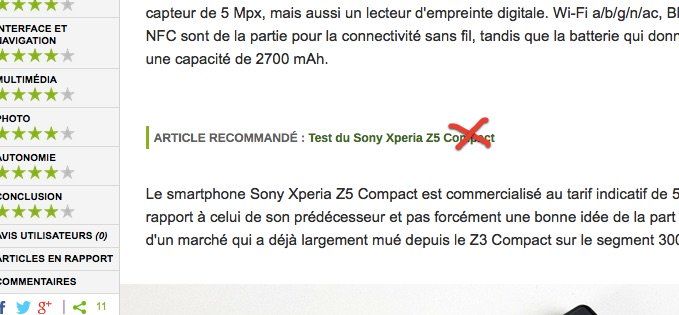 INTERFACE ET
NAVIGATION
MULTIMÉDIA
PHOTO
AUTONOMIE
CONCLUSION
AVIS UTILISATEURS (0)
ARTICLES EN RAPPORT
COMMENTAIRES
g+
11
capteur de 5 Mpx, mais aussi un lecteur d'empreinte digitale. Wi-Fi a/b/g/n/ac,
NFC sont de la partie pour la connectivité sans fil, tandis que la batterie qui
une capacité de 2700 mAh.
ARTICLE RECOMMANDÉ : Test du Sony Xperia Z5 Compact
Le smartphone Sony Xperia Z5 Compact est commercialisé au tarif indicatif de
rapport à celui de son prédécesseur et pas forcément une bonne idée de la part
d'un marché qui a déjà largement mué depuis le Z3 Compact sur le segment